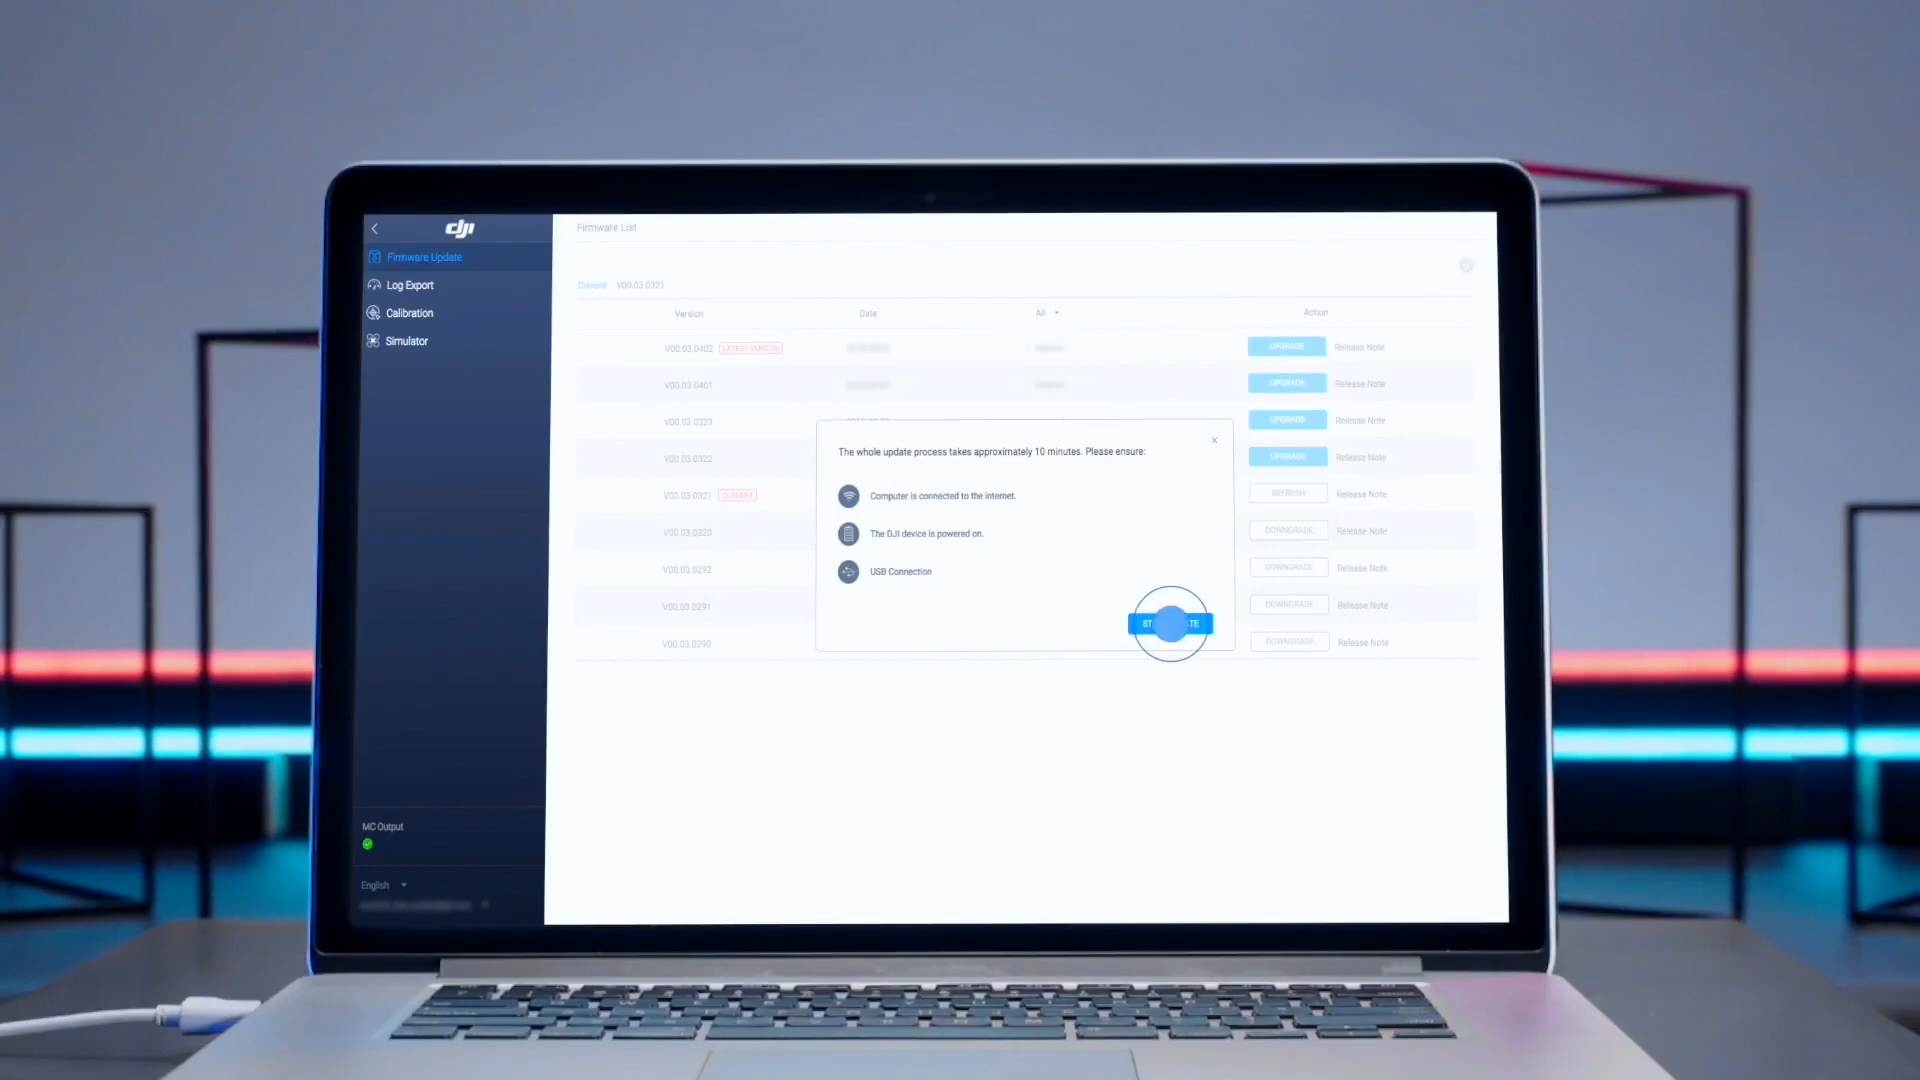 dji
Firmware Update
Log Export
Calibration
Simulator
MC Output
English
Firmware List
Current V00.03.0321
Version Date All Action
V00.03.0402 LATEST VERSION UPGRADE Release Note
V00.03.0401 UPGRADE Release Note
V00.03.0323 UPGRADE Release Note
V00.03.0322 UPGRADE Release Note
V00.03.0321 CURRENT REFRESH Release Note
V00.03.0320 DOWNGRADE Release Note
V00.03.0292 DOWNGRADE Release Note
V00.03.0291 DOWNGRADE Release Note
V00.03.0290 DOWNGRADE Release Note
The whole update process takes approximately 10 minutes. Please ensure:
Computer is connected to the internet.
The DJI device is powered on.
USB Connection